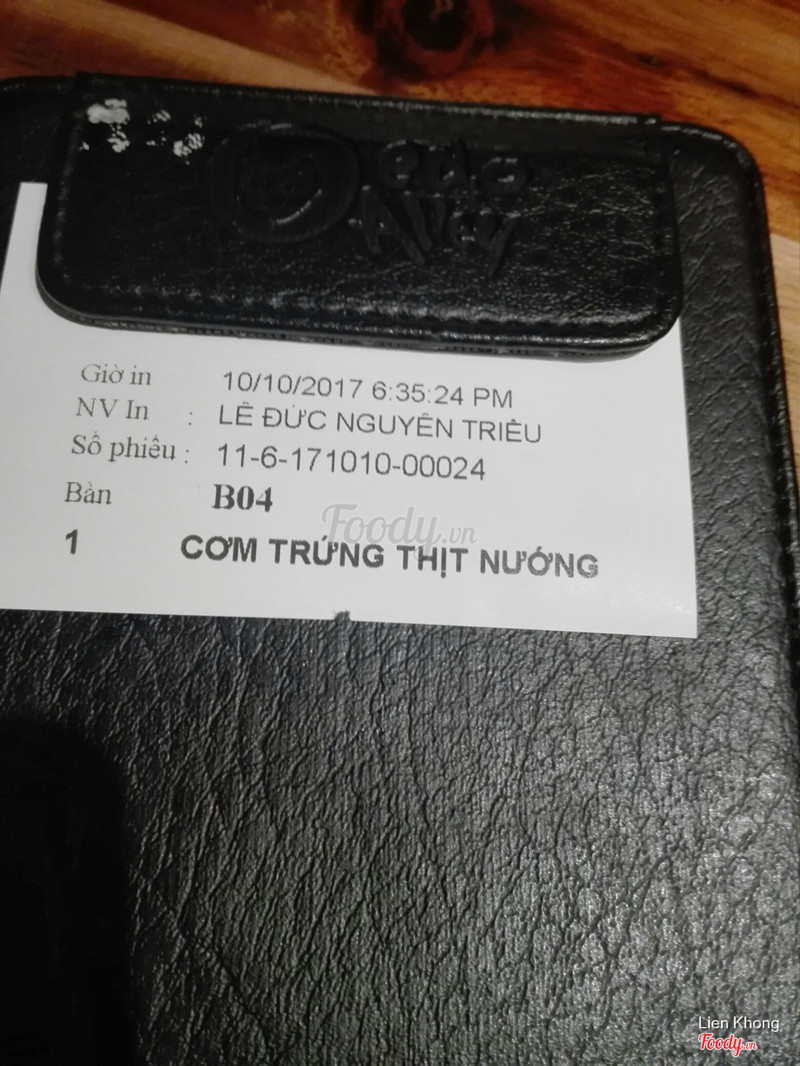 Alley
Giờ in 10/10/2017 6:35:24 PM
NV In : LÊ ĐỨC NGUYÊN TRIỀU
Số phiếu : 11-6-171010-00024
Bàn B04
Foody.vn
1 CƠM TRỨNG THỊT NƯỚNG
Lien Khong
Foody.vn